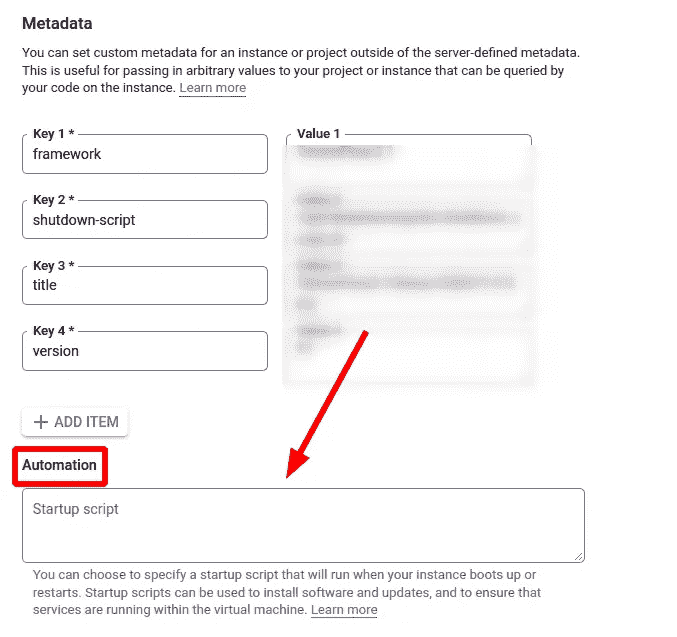 Metadata
You can set custom metadata for an instance or project outside of the server-defined metadata.
This is useful for passing in arbitrary values to your project or instance that can be queried by
your code on the instance. Learn more
Key 1 * Value 1
framework
Key 2 *
shutdown-script
Key 3 *
title
Key 4 *
version
+ ADD ITEM
Automation
Startup script
You can choose to specify a startup script that will run when your instance boots up or
restarts. Startup scripts can be used to install software and updates, and to ensure that
services are running within the virtual machine. Learn more